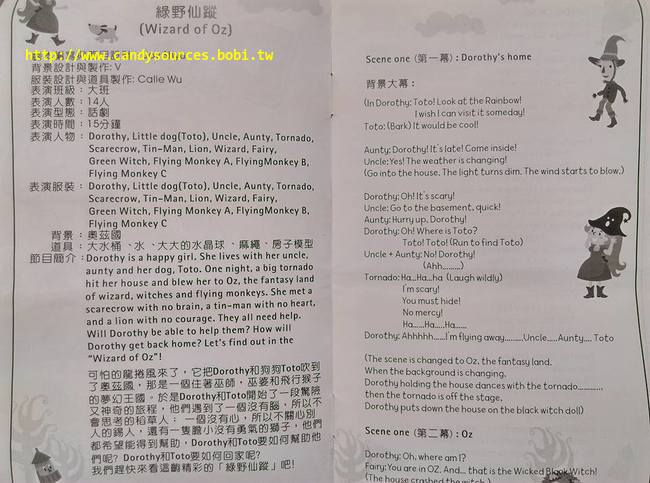 綠野仙蹤
(Wizard of Oz)
http://www.candysources.bobi.tw
背景設計與製作: V
服裝設計與道具製作: Calle Wu
表演班級：大班
表演人數：14人
表演型態：話劇
表演時間：15分鐘
表演人物：Dorothy, Little dog(Toto), Uncle, Aunty, Tornado,
Scarecrow, Tin-Man, Lion, Wizard, Fairy,
Green Witch, Flying Monkey A, FlyingMonkey B,
Flying Monkey C
表演服裝：Dorothy, Little dog(Toto), Uncle, Aunty, Tornado,
Scarecrow, Tin-Man, Lion, Wizard, Fairy,
Green Witch, Flying Monkey A, FlyingMonkey B,
Flying Monkey C
背景：奧茲國
道具：大水桶、水、大大的水晶球、麻繩、房子模型
節目簡介：Dorothy is a happy girl. She lives with her uncle,
aunty and her dog, Toto. One night, a big tornado
hit her house and blew her to Oz, the fantasy land
of wizard, witches and flying monkeys. She met a
scarecrow with no brain, a tin-man with no heart,
and a lion with no courage. They all need help.
Will Dorothy be able to help them? How will
Dorothy get back home? Let's find out in the
"Wizard of Oz"!
可怕的龍捲風來了，它把Dorothy和狗狗Toto吹到
了奧茲國，那是一個住著巫師，巫婆和飛行猴子
的夢幻王國。於是Dorothy和Toto開始了一段驚險
又神奇的旅程，他們遇到了一個沒有腦，所以不
會思考的稻草人；一個沒有心，所以不關心別
人的錫人，還有一個膽小沒有勇氣的獅子，他們
都希望能得到幫助，Dorothy和Toto要如何幫助他
們呢？Dorothy和Toto要如何回家呢？
我們趕快來看這齣精彩的「綠野仙蹤」吧！
Scene one (第一幕)：Dorothy's home
背景大幕：
(In Dorothy: Toto! Look at the Rainbow!
I wish I can visit it someday!
Toto: (Bark) It would be cool!
Aunty: Dorothy! It's late! Come inside!
Uncle: Yes! The weather is changing!
(Go into the house. The light turns dim. The wind starts to blow.)
Dorothy: Oh! It's scary!
Uncle: Go to the basement, quick!
Aunty: Hurry up, Dorothy!
Dorothy: Oh! Where is Toto?
Toto! Toto! (Run to find Toto)
Uncle + Aunty: No! Dorothy!
(Ahh.........)
Tornado: Ha...Ha...ha (Laugh wildly)
I'm scary!
You must hide!
No mercy!
Ha......Ha.....Ha......
Dorothy: Ahhhhh......I'm flying away........Uncle.....Aunty.... Toto
(The scene is changed to Oz, the fantasy land.
When the background is changing,
Dorothy holding the house dances with the tornado............
then the tornado is off the stage,
Dorothy puts down the house on the black witch doll)
Scene one (第二幕)：Oz
Dorothy: Oh, where am I?
Fairy: You are in OZ. And... that is the Wicked Black Witch!
(The house crashed the witch.)